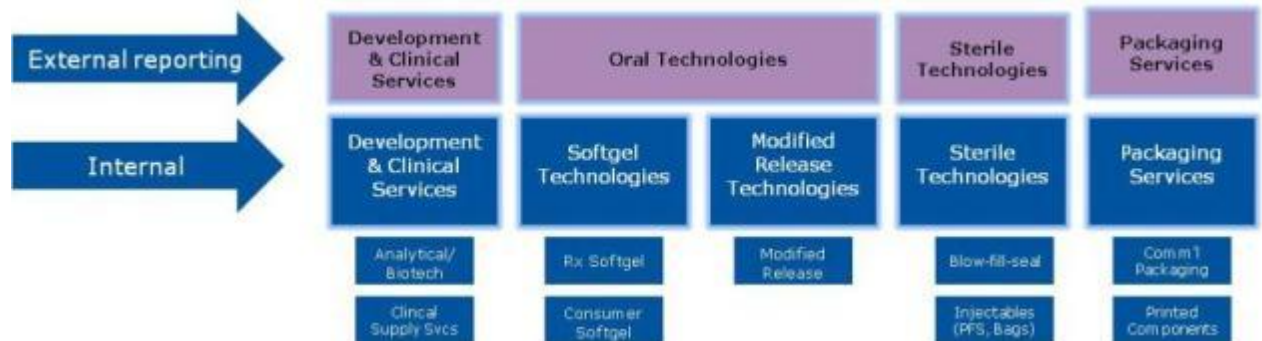 External reporting
Development
& Clinical
Services
Oral Technologies
Sterile
Technologies
Packaging
Services
Internal
Development
& Clinical
Services
Softgel
Technologies
Modified
Release
Technologies
Sterile
Technologies
Packaging
Services
Analytical/
Biotech
Rx Softgel
Modified
Release
Blow-fill-seal
Comm'l
Packaging
Clincal
Supply Svcs
Consumer
Softgel
Injectables
(PFS, Bags)
Printed
Components